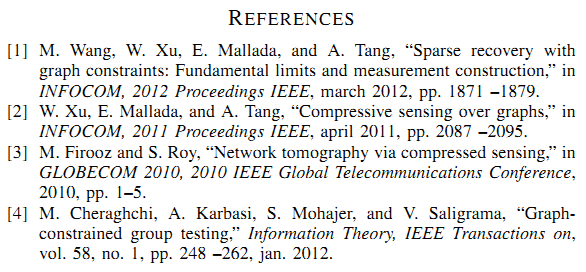 REFERENCES
[1] M. Wang, W. Xu, E. Mallada, and A. Tang, “Sparse recovery with
graph constraints: Fundamental limits and measurement construction,” in
INFOCOM, 2012 Proceedings IEEE, march 2012, pp. 1871 –1879.
[2] W. Xu, E. Mallada, and A. Tang, “Compressive sensing over graphs,” in
INFOCOM, 2011 Proceedings IEEE, april 2011, pp. 2087 –2095.
[3] M. Firooz and S. Roy, “Network tomography via compressed sensing,” in
GLOBECOM 2010, 2010 IEEE Global Telecommunications Conference,
2010, pp. 1–5.
[4] M. Cheraghchi, A. Karbasi, S. Mohajer, and V. Saligrama, “Graph-
constrained group testing,” Information Theory, IEEE Transactions on,
vol. 58, no. 1, pp. 248 –262, jan. 2012.